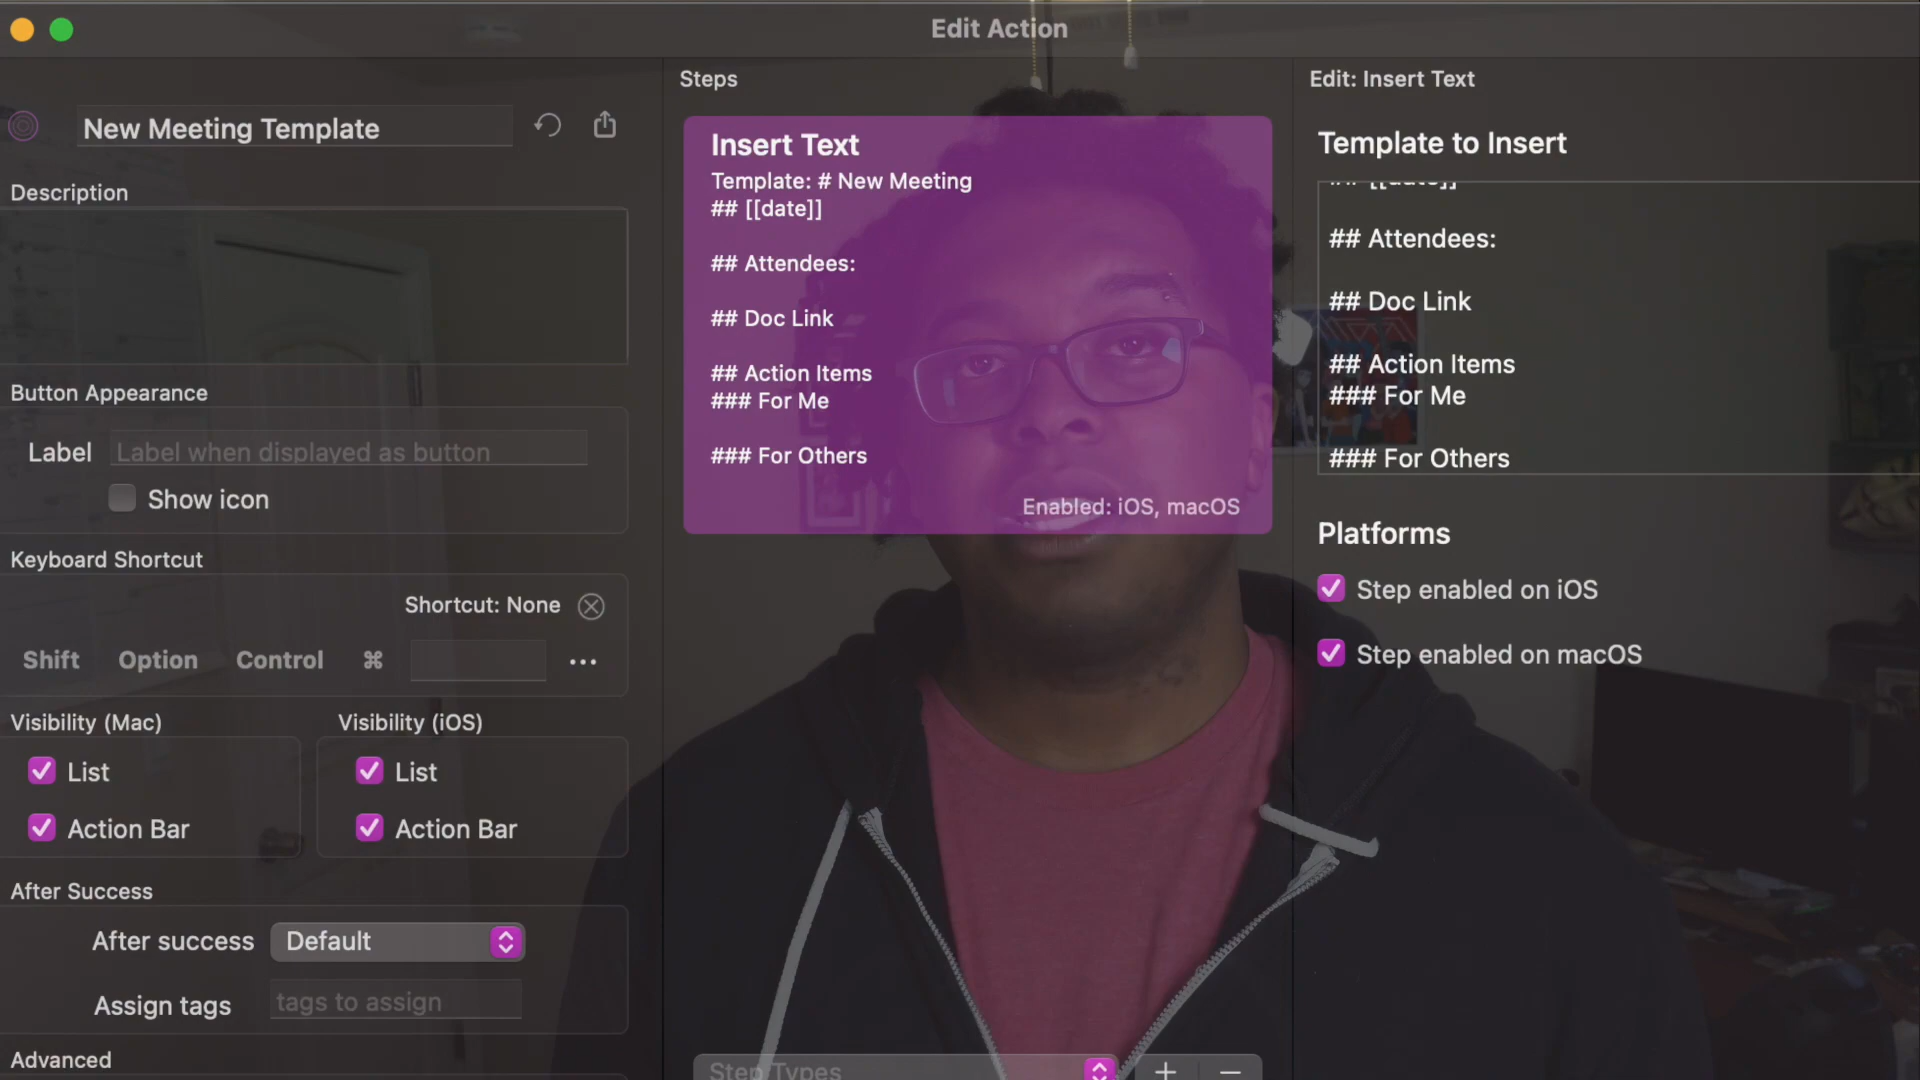 Edit Action
New Meeting Template
Description
Button Appearance
Label
Label when displayed as button
Show icon
Keyboard Shortcut
Shortcut: None
Shift Option Control ⌘
Visibility (Mac)
List
Action Bar
Visibility (iOS)
List
Action Bar
After Success
After success Default
Assign tags tags to assign
Advanced
Steps
Insert Text
Template: # New Meeting
## [[date]]
## Attendees:
## Doc Link
## Action Items
### For Me
### For Others
Enabled: iOS, macOS
Step Types
Edit: Insert Text
Template to Insert
## [[date]]
## Attendees:
## Doc Link
## Action Items
### For Me
### For Others
Platforms
Step enabled on iOS
Step enabled on macOS